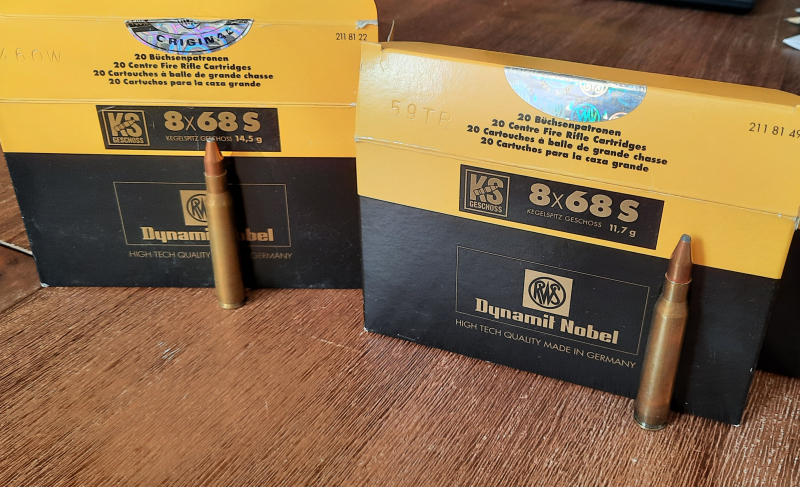 ORIGINAL
211 81 22
20 Büchsenpatronen
20 Centre Fire Rifle Cartridges
20 Cartouches à balle de grande chasse
20 Cartuchos para la caza grande
KS
GESCHOSS
8x68 S
KEGELSPITZ GESCHOSS 14,5 g
RWS
Dynamit Nobel
HIGH TECH QUALITY GERMANY
59TP
211 81 49
20 Büchsenpatronen
20 Centre Fire Rifle Cartridges
20 Cartouches à balle de grande chasse
20 Cartuchos para la caza grande
KS
GESCHOSS
8x68 S
KEGELSPITZ GESCHOSS 11,7 g
RWS
Dynamit Nobel
HIGH TECH QUALITY MADE IN GERMANY